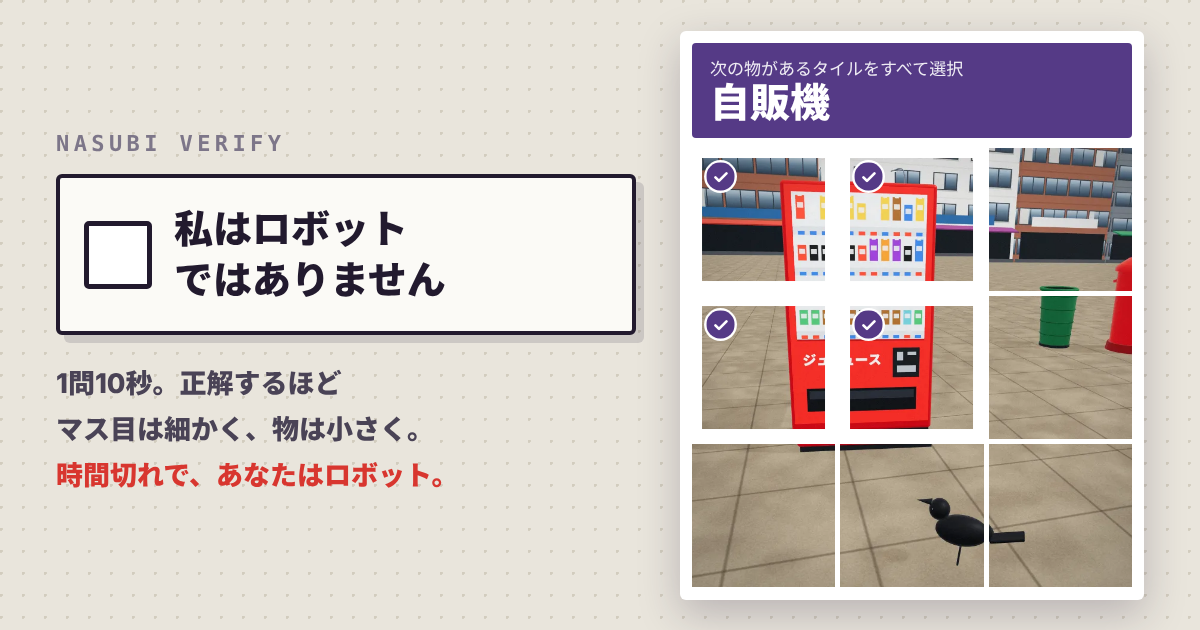 NASUBI VERIFY
私はロボット
ではありません
1問10秒。正解するほど
マス目は細かく、物は小さく。
時間切れで、あなたはロボット。
次の物があるタイルをすべて選択
自販機
ジュース